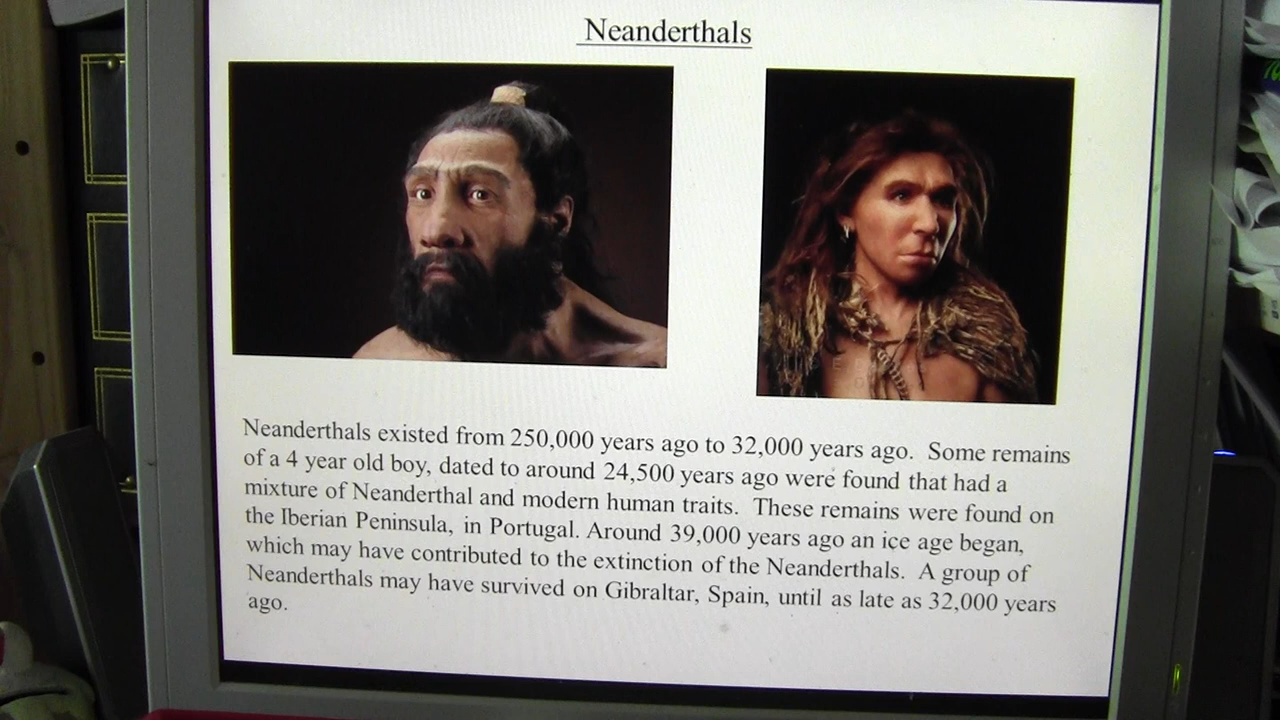 Neanderthals
Neanderthals existed from 250,000 years ago to 32,000 years ago. Some remains
of a 4 year old boy, dated to around 24,500 years ago were found that had a
mixture of Neanderthal and modern human traits. These remains were found on
the Iberian Peninsula, in Portugal. Around 39,000 years ago an ice age began,
which may have contributed to the extinction of the Neanderthals. A group of
Neanderthals may have survived on Gibraltar, Spain, until as late as 32,000 years
ago.